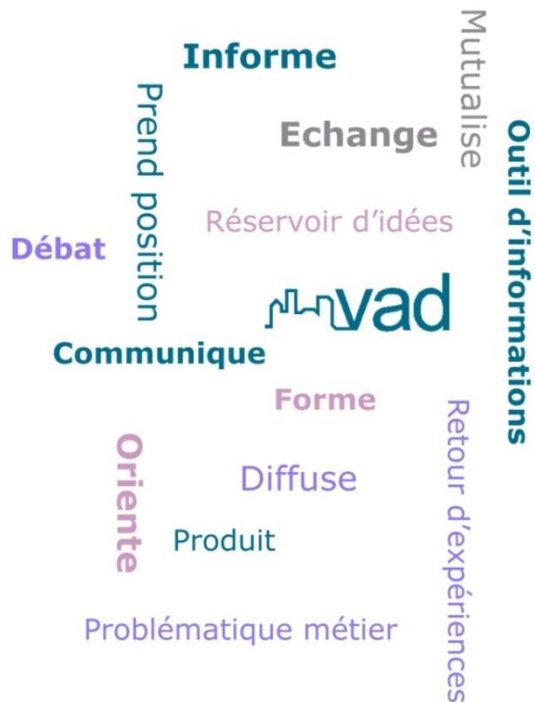 Informe
Mutualise
Prend position
Echange
Outil d'informations
Réservoir d'idées
Débat
vad
Communique
Forme
Retour d'expériences
Oriente
Diffuse
Produit
Problématique métier